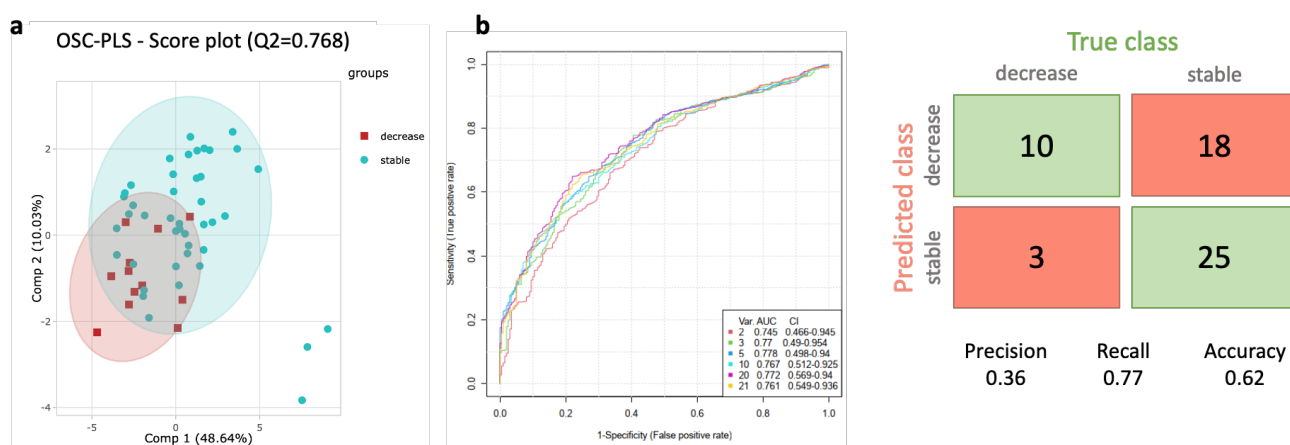 a
OSC-PLS - Score plot (Q2=0.768)
groups
decrease
stable
Comp 2 (10.03%)
2
0
-2
-4
-5
0
5
Comp 1 (48.64%)
b
Sensitivity (True positive rate)
1.0
0.8
0.6
0.4
0.2
0.0
0.0
0.2
0.4
0.6
0.8
1.0
1-Specificity (False positive rate)
Var. AUC CI
2 0.745 0.466-0.945
3 0.77 0.49-0.954
5 0.778 0.498-0.94
10 0.767 0.512-0.925
20 0.772 0.569-0.94
21 0.761 0.549-0.936
True class
decrease stable
Predicted class
decrease
stable
10 18
3 25
Precision Recall Accuracy
0.36 0.77 0.62